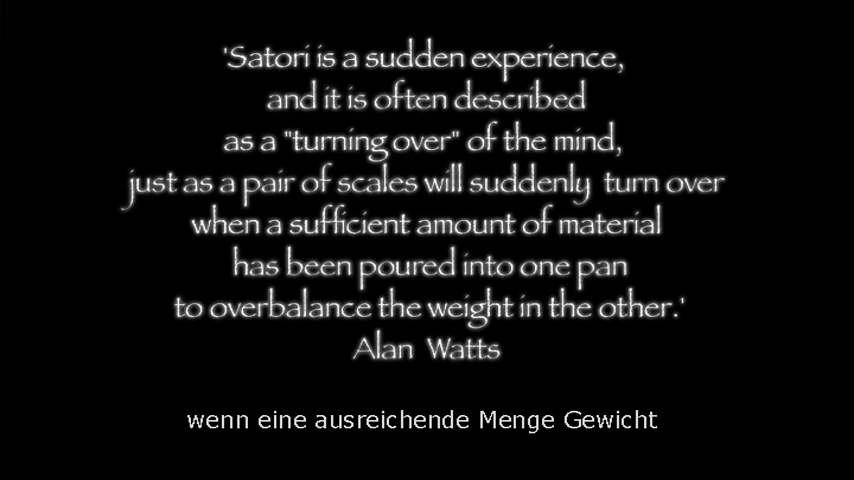 'Satori is a sudden experience,
and it is often described
as a "turning over" of the mind,
just as a pair of scales will suddenly turn over
when a sufficient amount of material
has been poured into one pan
to overbalance the weight in the other.'
Alan Watts
wenn eine ausreichende Menge Gewicht